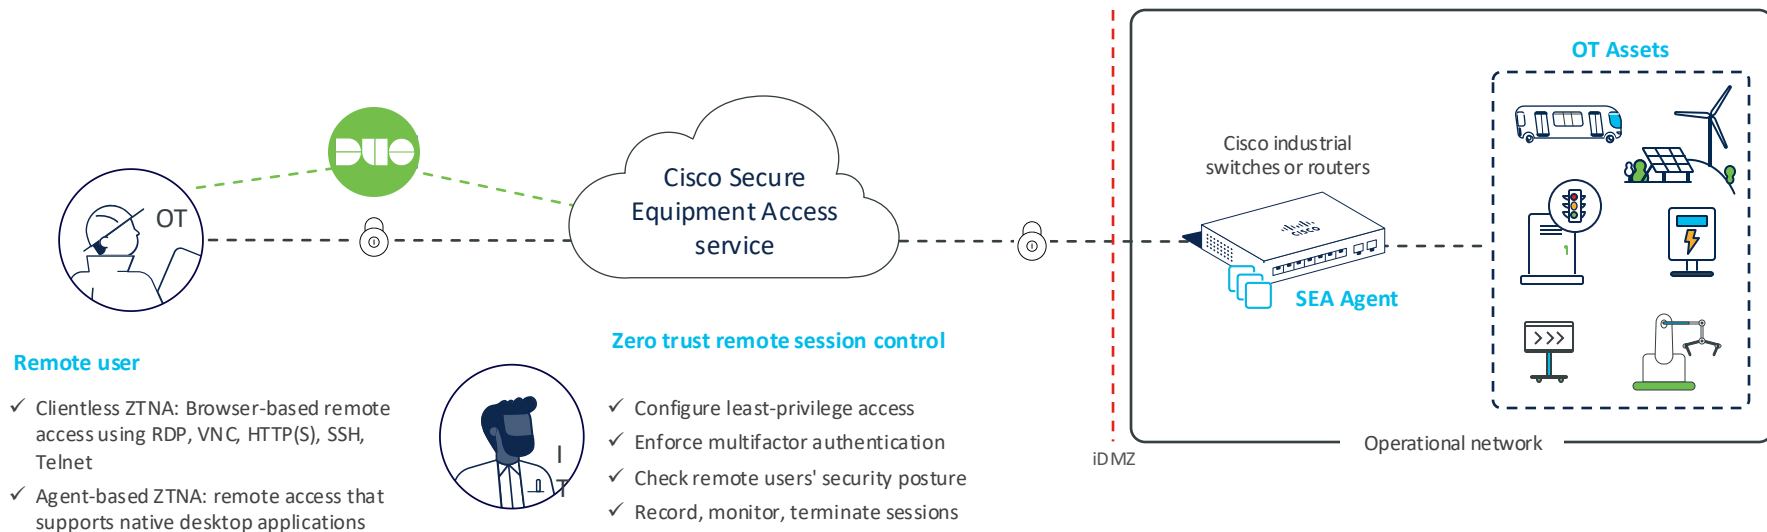 OT Assets
DUO
Cisco industrial
switches or routers
OT
Cisco Secure
Equipment Access
service
CISCO
SEA Agent
Zero trust remote session control
Remote user
✓ Clientless ZTNA: Browser-based remote
access using RDP, VNC, HTTP(S), SSH,
Telnet
✓ Agent-based ZTNA: remote access that
supports native desktop applications
I
T
✓ Configure least-privilege access
✓ Enforce multifactor authentication
✓ Check remote users' security posture
✓ Record, monitor, terminate sessions
Operational network
iDMZ
>>>